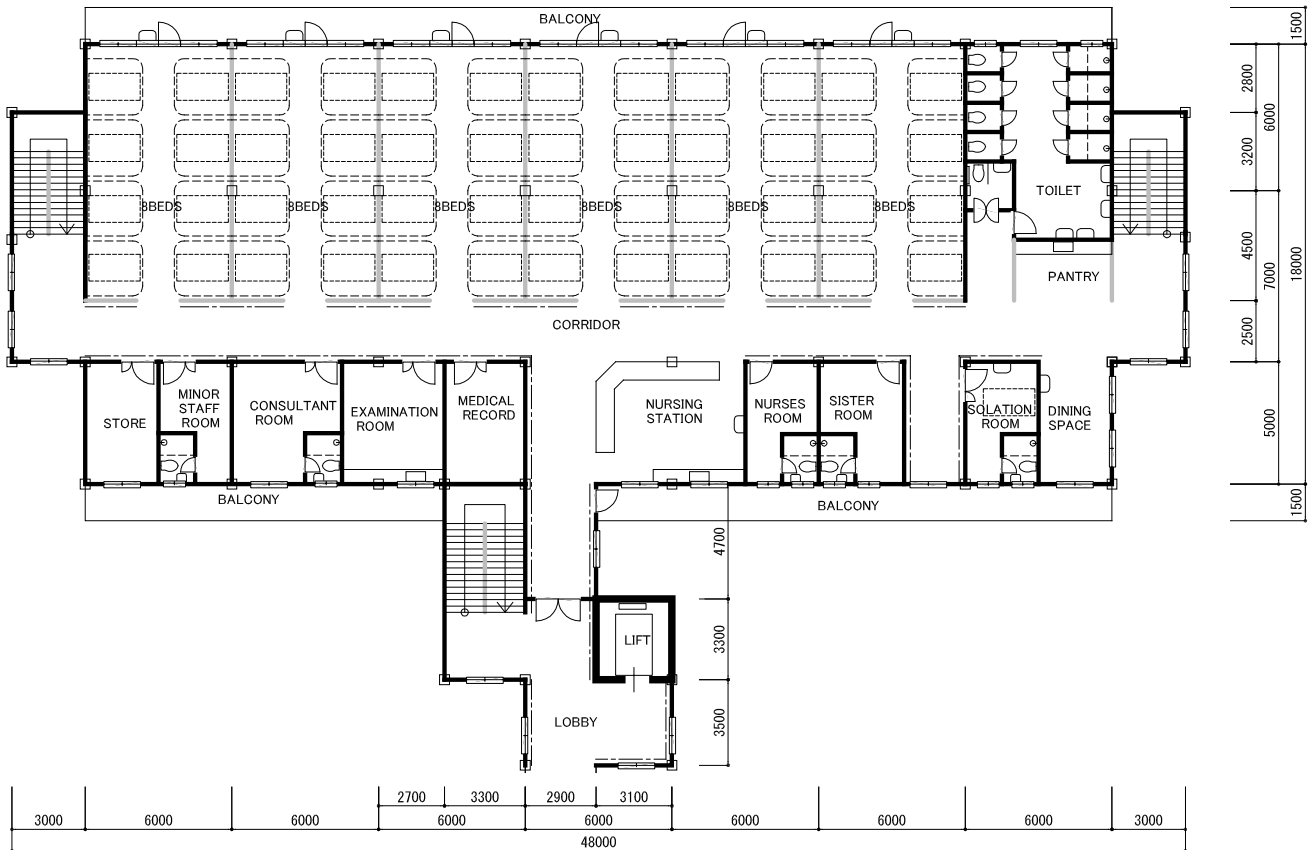 BALCONY
1500
2800
6000
3200
8BEDS 8BEDS 8BEDS 8BEDS 8BEDS 8BEDS
TOILET
4500
7000
18000
PANTRY
CORRIDOR
2500
STORE
MINOR
STAFF
ROOM
CONSULTANT
ROOM
EXAMINATION
ROOM
MEDICAL
RECORD
NURSING
STATION
NURSES
ROOM
SISTER
ROOM
SOLATION
ROOM
DINING
SPACE
5000
BALCONY
BALCONY
1500
4700
LIFT
3300
LOBBY
3500
2700 3300 2900 3100
3000 6000 6000 6000 6000 6000 6000 6000 3000
48000